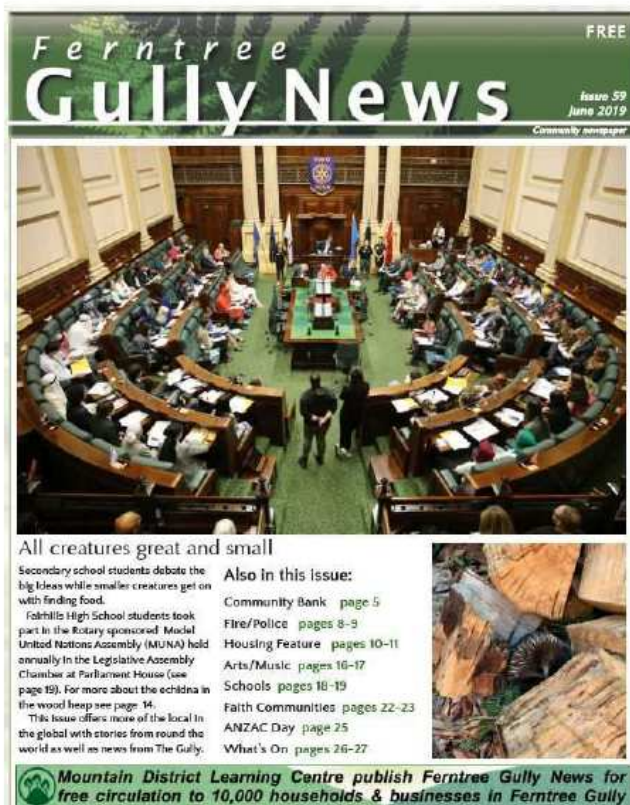 FREE
Ferntree
Gully News
Issue 59
June 2019
Community newspaper
All creatures great and small
Secondary school students debate the
big ideas while smaller creatures get on
with finding food.
Fairhills High School students took
part in the Rotary sponsored Model
United Nations Assembly (MUNA) held
annually in the Legislative Assembly
Chamber at Parliament House (see
page 19). For more about the echidna in
the wood heap see page 14.
This issue offers more of the local in
the global with stories from round the
world as well as news from The Gully.
Also in this issue:
Community Bank page 5
Fire/Police pages 8-9
Housing Feature pages 10-11
Arts/Music pages 16-17
Schools pages 18-19
Faith Communities pages 22-23
ANZAC Day page 25
What's On pages 26-27
Mountain District Learning Centre publish Ferntree Gully News for
free circulation to 10,000 households & businesses in Ferntree Gully